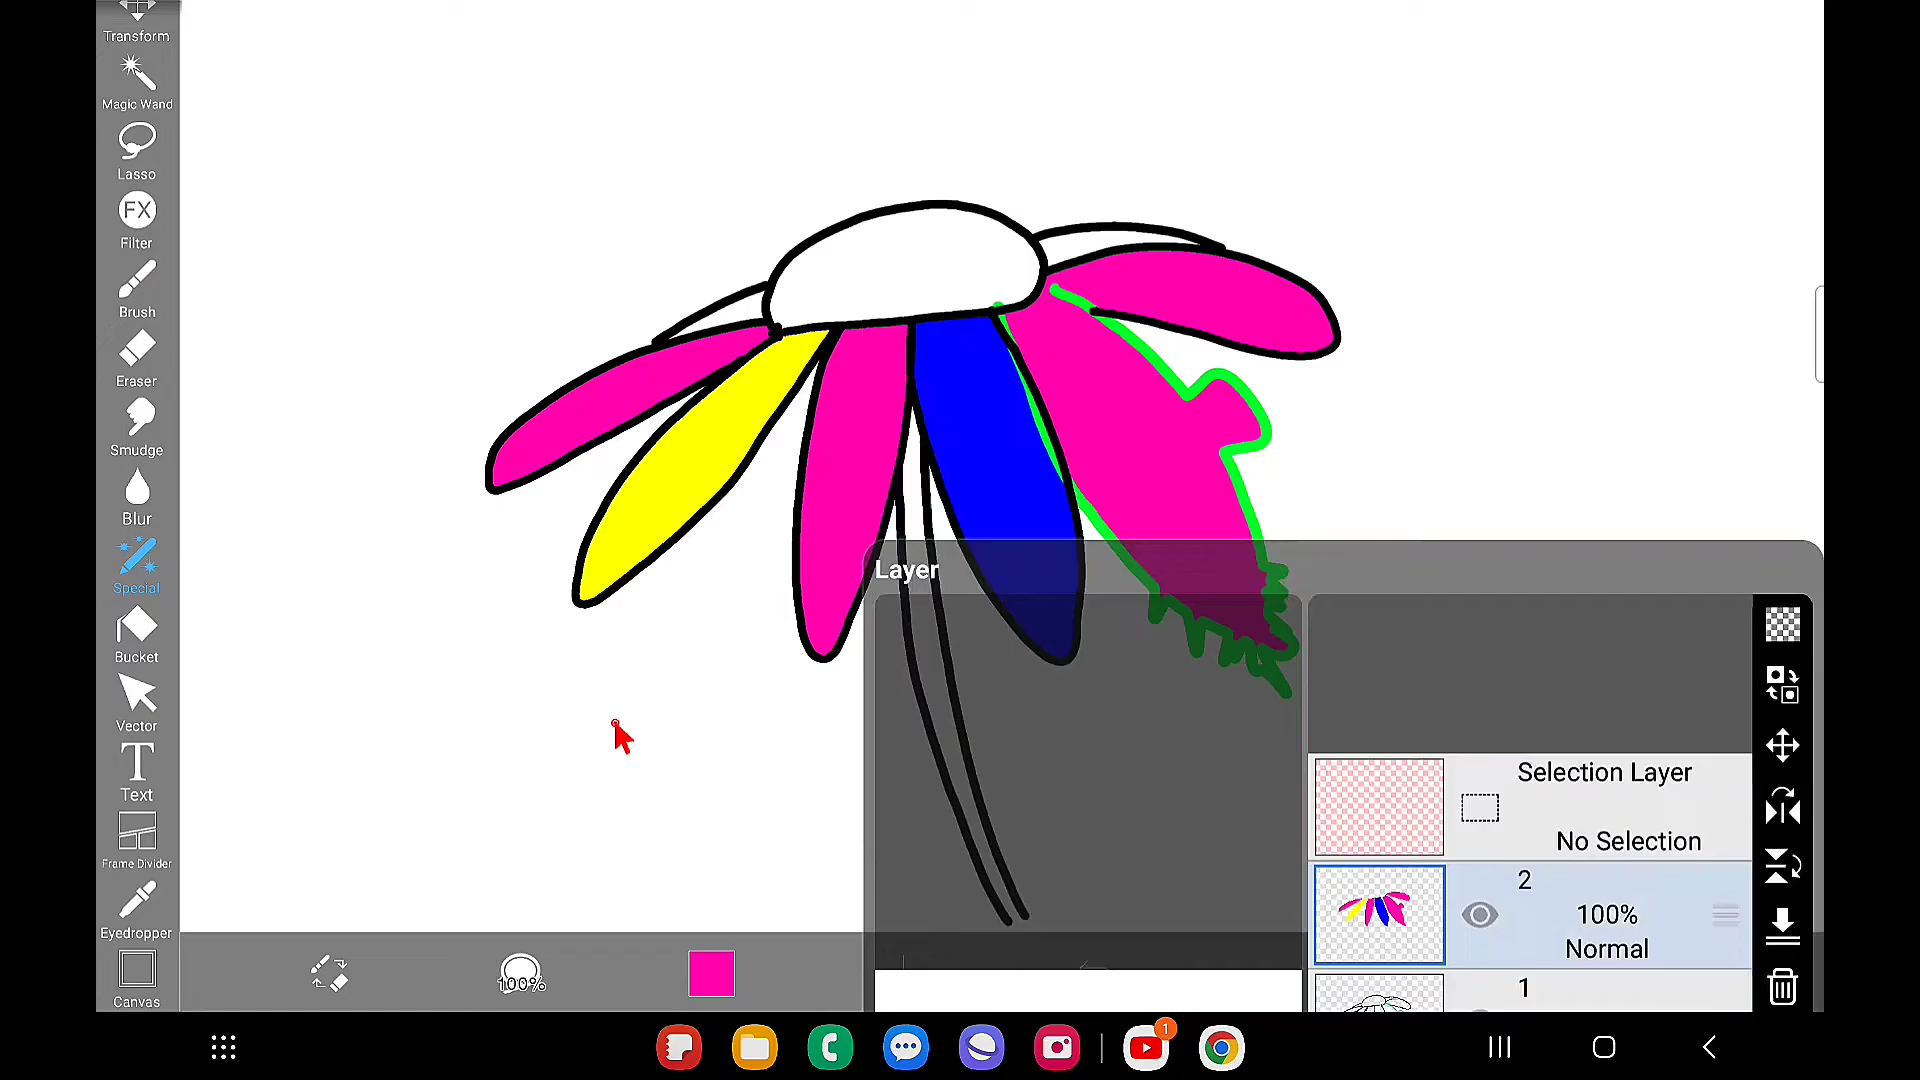 Transform
Magic Wand
Lasso
FX
Filter
Brush
Eraser
Smudge
Blur
Special
Bucket
Vector
T
Text
Frame Divider
Eyedropper
Canvas
100%
Layer
Selection Layer
No Selection
2
100%
Normal
1
1